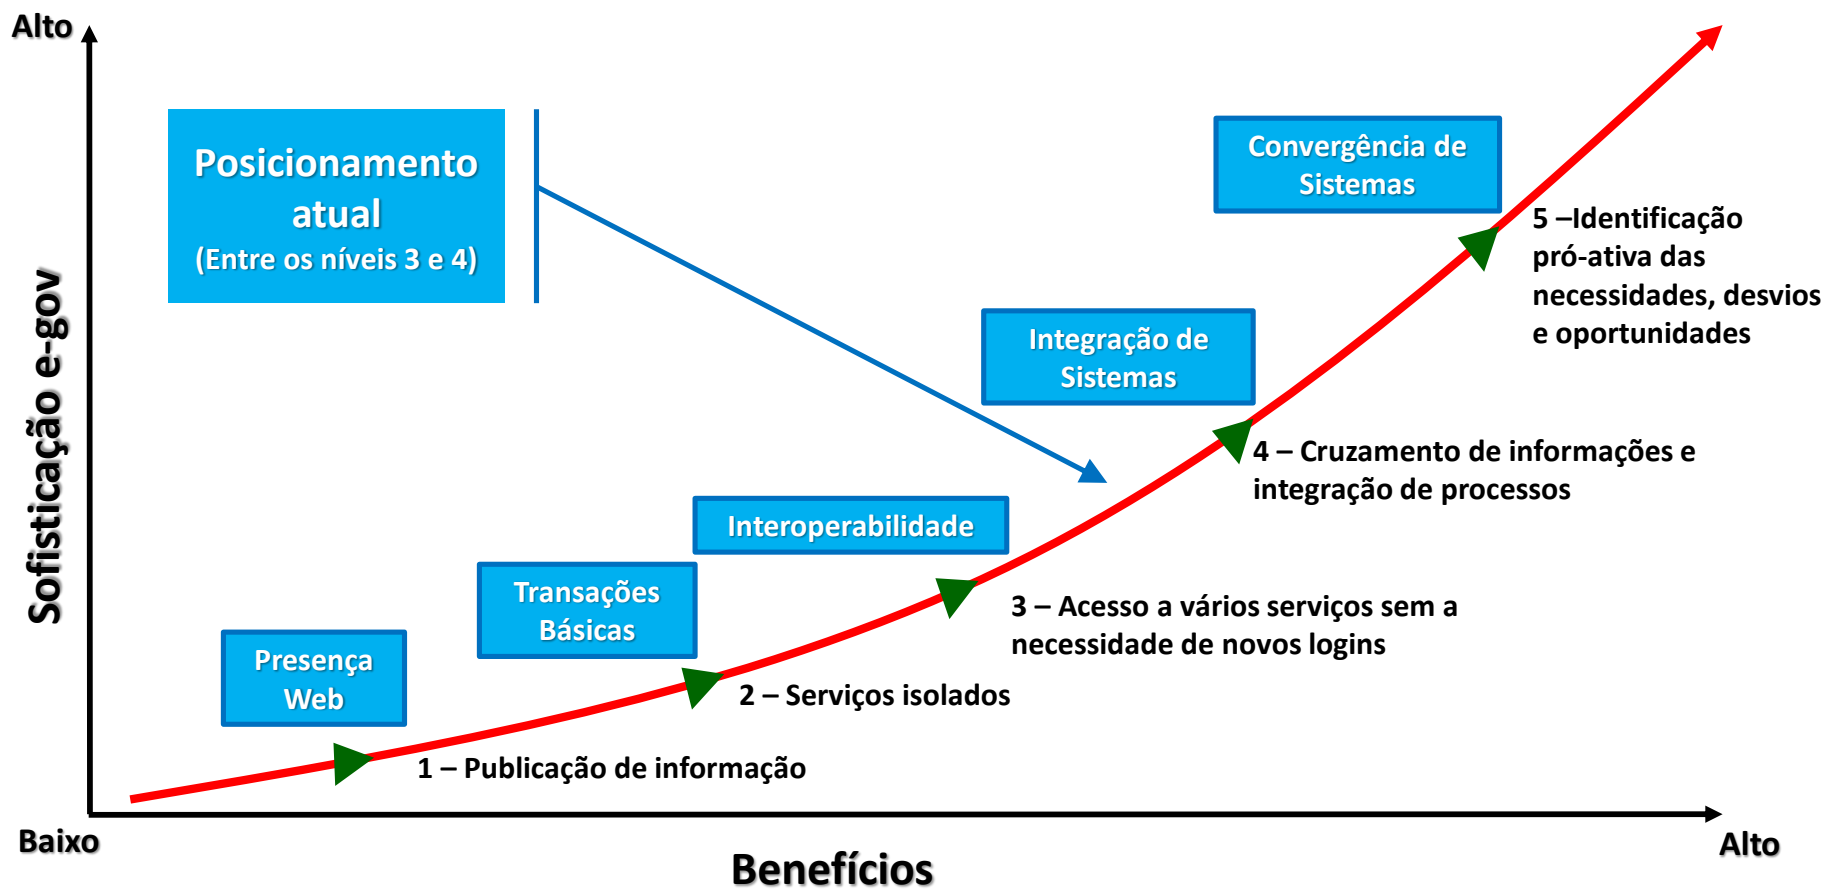 Alto
Posicionamento
atual
(Entre os níveis 3 e 4)
Convergência de
Sistemas
5 –Identificação
pró-ativa das
necessidades, desvios
e oportunidades
Integração de
Sistemas
4 – Cruzamento de informações e
integração de processos
Interoperabilidade
3 – Acesso a vários serviços sem a
necessidade de novos logins
Transações
Básicas
2 – Serviços isolados
Presença
Web
1 – Publicação de informação
Sofisticação e-gov
Baixo
Benefícios
Alto